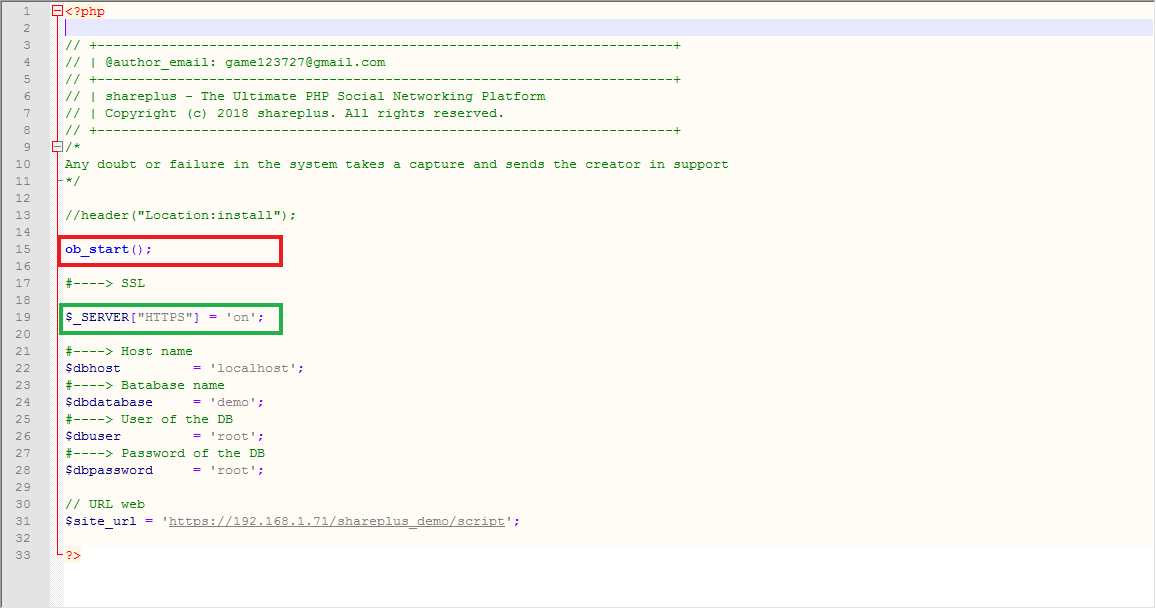 1 <?php
2
3 // +------------------------------------------------------------------------+
4 // | @author_email: game123727@gmail.com
5 // +------------------------------------------------------------------------+
6 // | shareplus - The Ultimate PHP Social Networking Platform
7 // | Copyright (c) 2018 shareplus. All rights reserved.
8 // +------------------------------------------------------------------------+
9 /*
10 Any doubt or failure in the system takes a capture and sends the creator in support
11 */
12
13 //header("Location:install");
14
15 ob_start();
16
17 #----> SSL
18
19 $_SERVER["HTTPS"] = 'on';
20
21 #----> Host name
22 $dbhost         = 'localhost';
23 #----> Batabase name
24 $dbdatabase     = 'demo';
25 #----> User of the DB
26 $dbuser         = 'root';
27 #----> Password of the DB
28 $dbpassword     = 'root';
29
30 // URL web
31 $site_url = 'https://192.168.1.71/shareplus_demo/script';
32
33 ?>